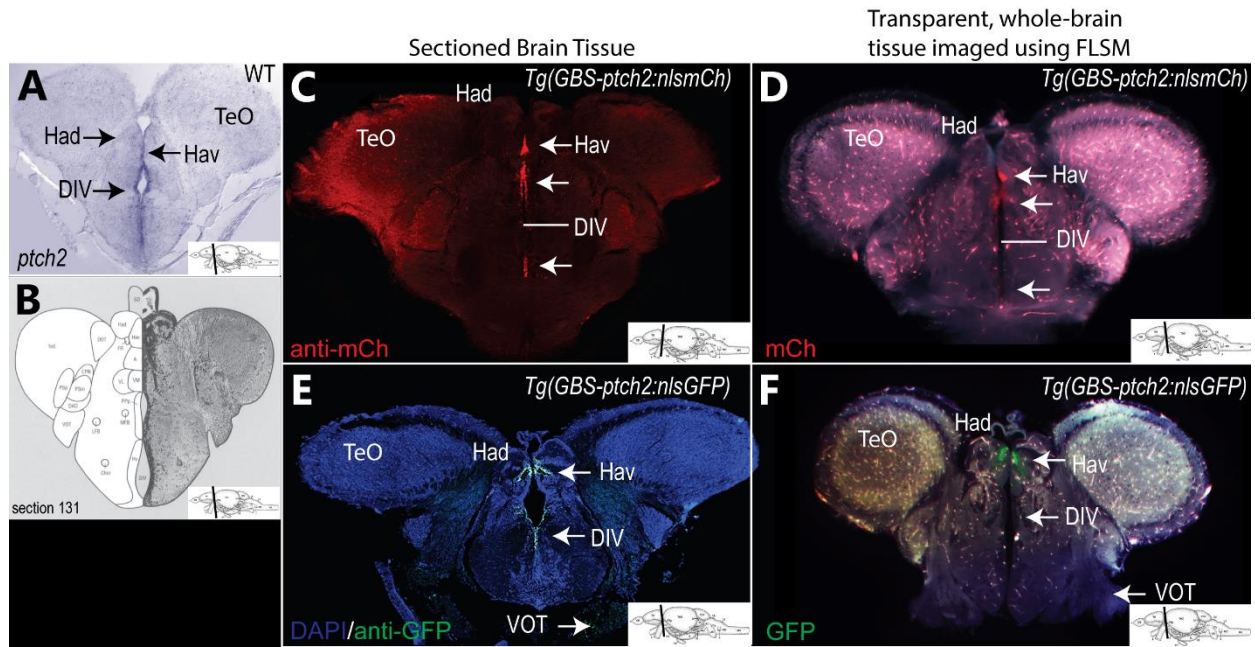 Sectioned Brain Tissue
Transparent, whole-brain
tissue imaged using FLSM
A
WT
TeO
Had
Hav
DIV
ptch2
B
section 131
C
Tg(GBS-ptch2:nlsmCh)
Had
TeO
Hav
DIV
anti-mCh
D
Tg(GBS-ptch2:nlsmCh)
Had
TeO
Hav
DIV
mCh
E
Tg(GBS-ptch2:nlsGFP)
TeO
Had
Hav
DIV
VOT
DAPI/anti-GFP
F
Tg(GBS-ptch2:nlsGFP)
Had
TeO
Hav
DIV
VOT
GFP